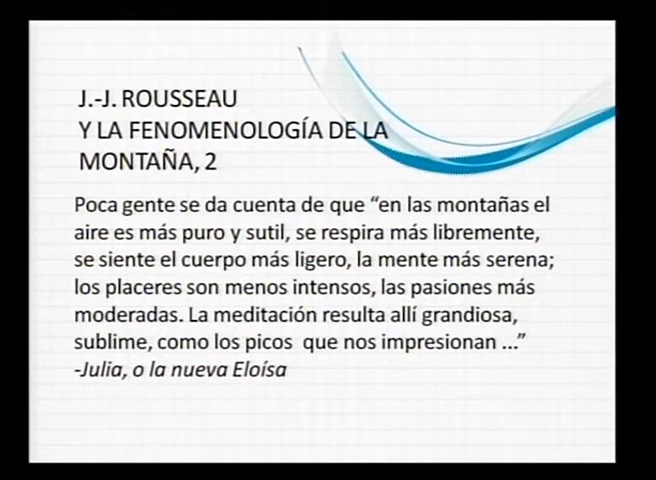 J.-J. ROUSSEAU
Y LA FENOMENOLOGÍA DE LA
MONTAÑA, 2
Poca gente se da cuenta de que “en las montañas el
aire es más puro y sutil, se respira más libremente,
se siente el cuerpo más ligero, la mente más serena;
los placeres son menos intensos, las pasiones más
moderadas. La meditación resulta allí grandiosa,
sublime, como los picos que nos impresionan ...”
-Julia, o la nueva Eloísa